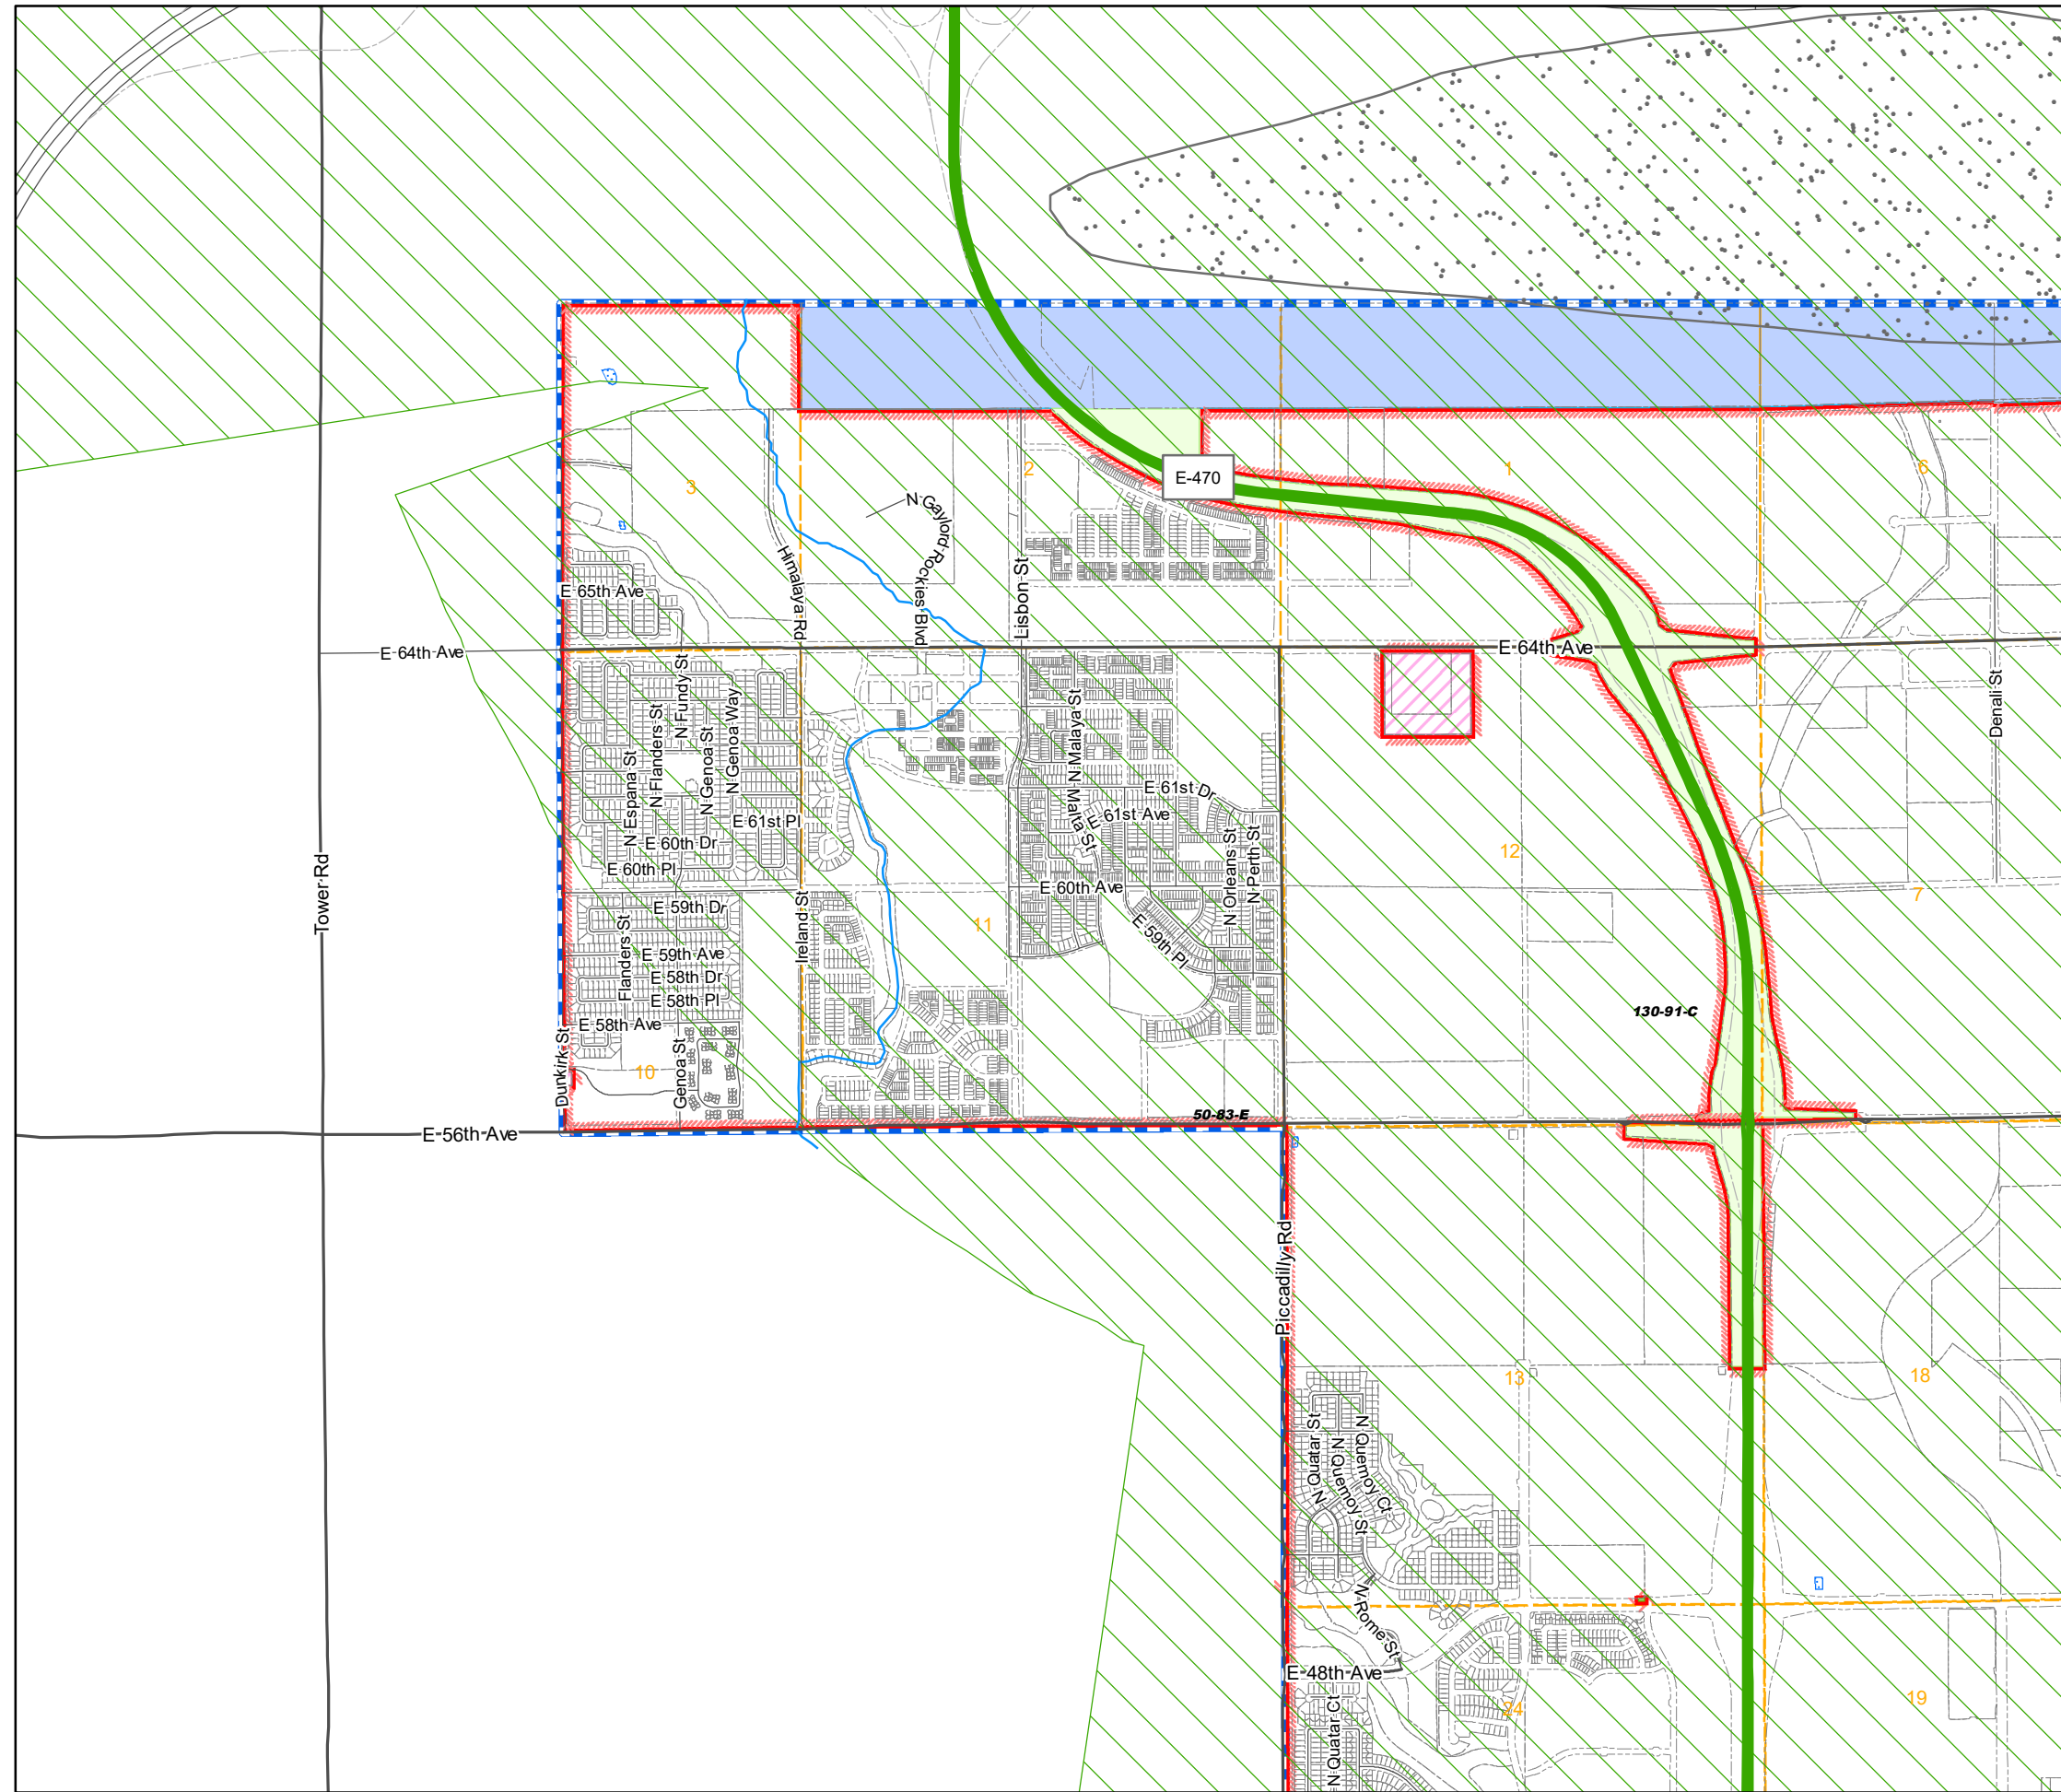 E-470
2
1
6
3
N Gaylord Rockies Blvd
Himalaya Rd
Lisbon St
E 65th Ave
E 64th Ave
E 64th Ave
N Fundy St
N Malaya St
Denali St
N Flanders St
N Genoa Way
N Espana St
N Genoa St
E 61st Dr
E 61st Ave
N Malta St
E 61st Pl
E 60th Dr
12
E 60th Pl
N Orleans St
N Perth St
Tower Rd
E 60th Ave
7
E 59th Dr
Ireland St
11
Flanders St
E 59th Ave
E 59th Pl
E 58th Dr
E 58th Pl
130-91-C
E 58th Ave
Dunkirk St
10
Genoa St
50-83-E
E 56th Ave
Piccadilly Rd
13
18
N Quatar St
N Quemoy Ct
N Quemoy St
N
W Rome St
E 48th Ave
24
19
N Quatar Ct